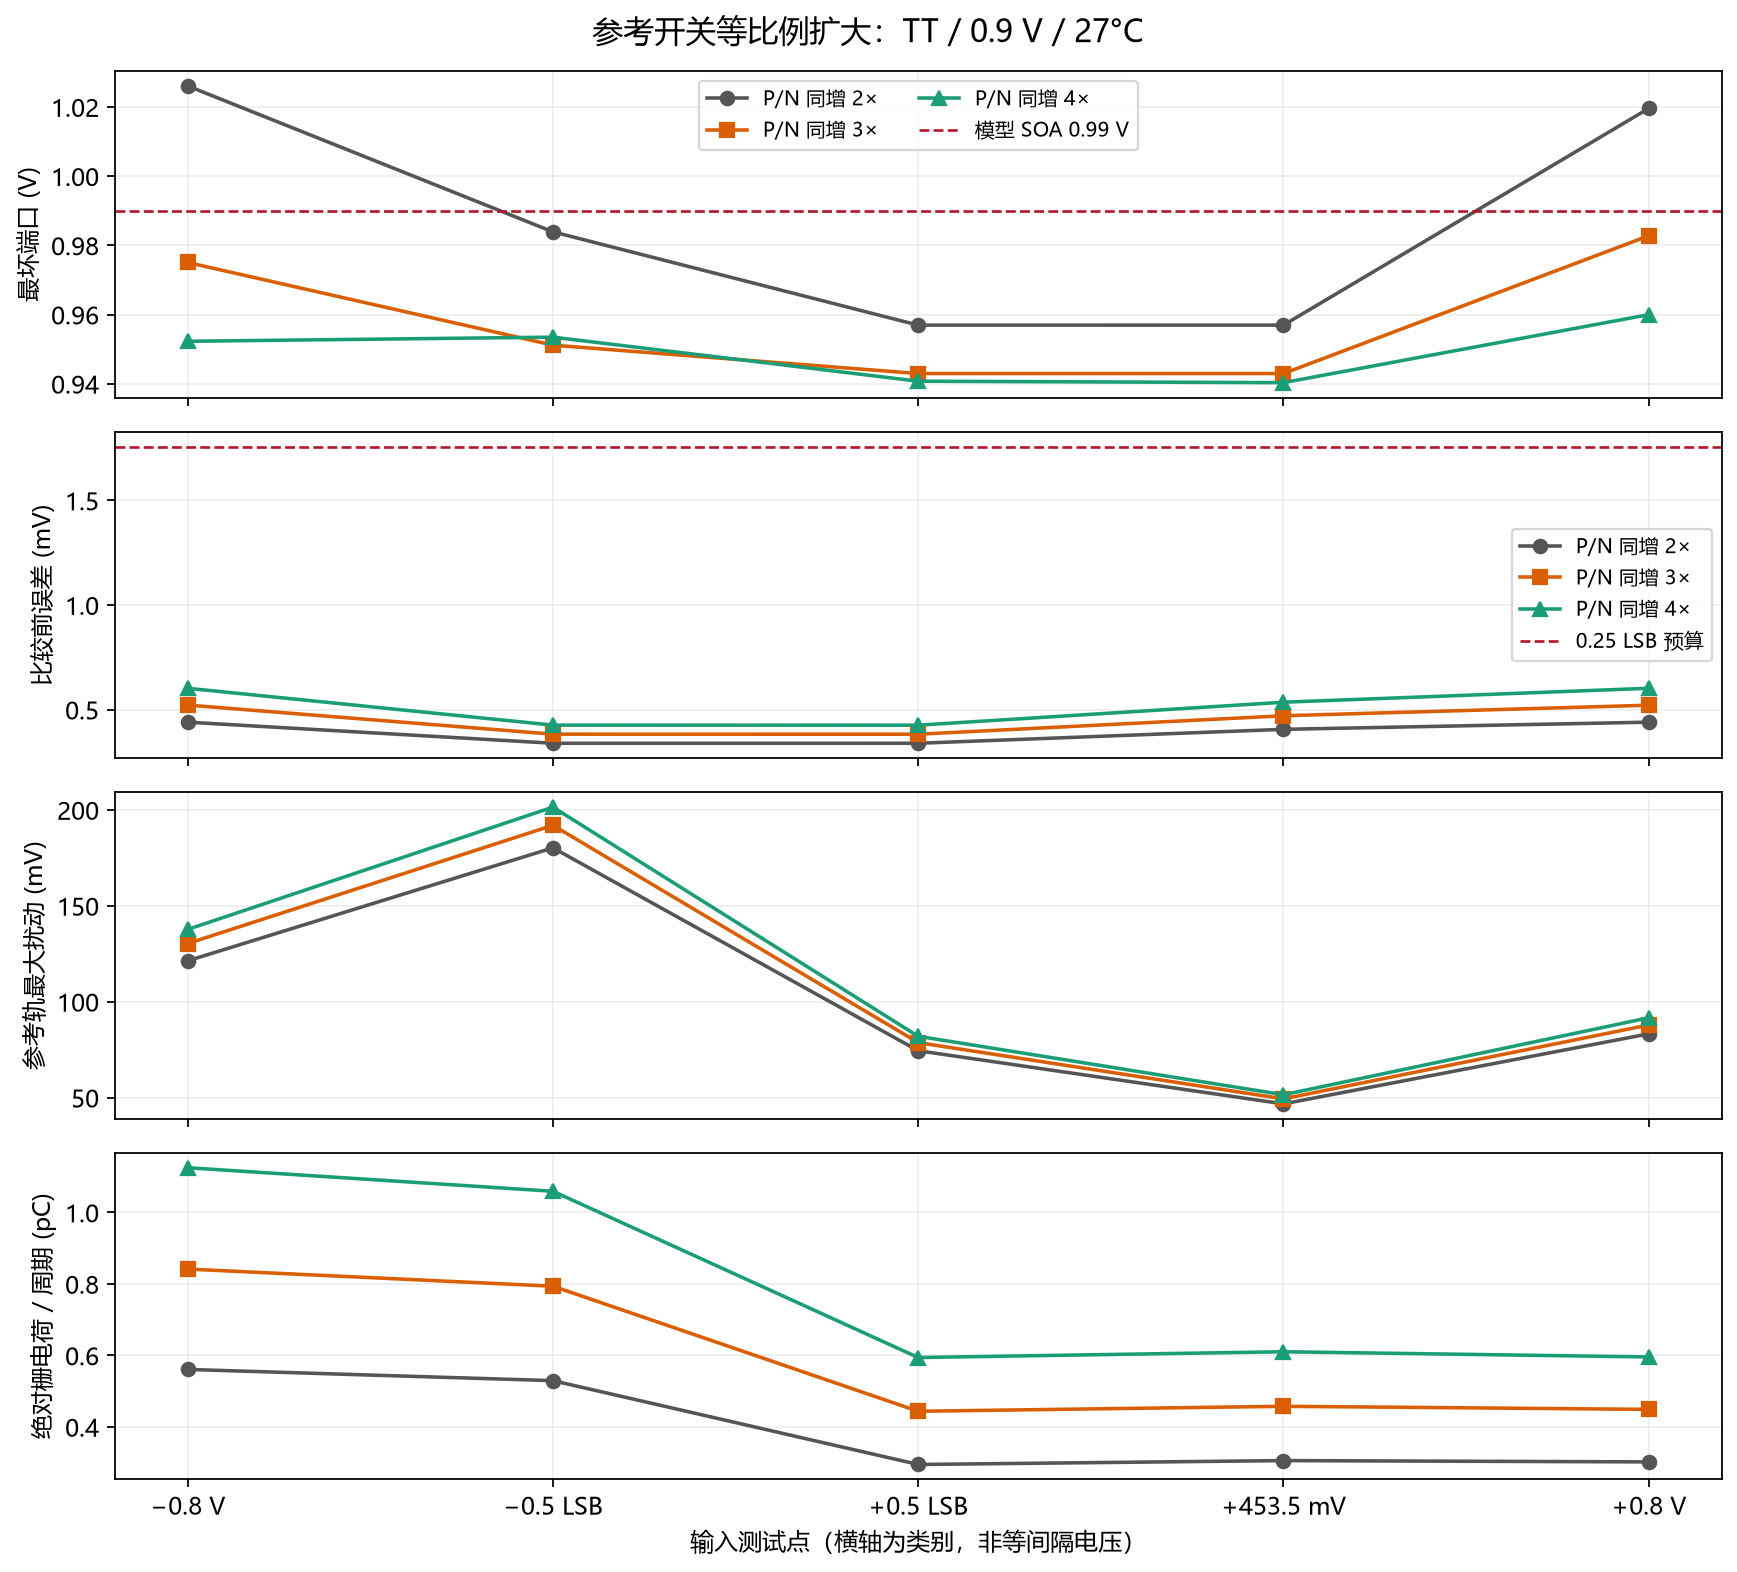 参考开关等比例扩大：TT / 0.9 V / 27°C
最坏端口 (V)
1.02
1.00
0.98
0.96
0.94
P/N 同增 2×
P/N 同增 3×
P/N 同增 4×
模型 SOA 0.99 V
比较前误差 (mV)
1.5
1.0
0.5
P/N 同增 2×
P/N 同增 3×
P/N 同增 4×
0.25 LSB 预算
参考轨最大扰动 (mV)
200
150
100
50
绝对栅电荷 / 周期 (pC)
1.0
0.8
0.6
0.4
−0.8 V
−0.5 LSB
+0.5 LSB
+453.5 mV
+0.8 V
输入测试点（横轴为类别，非等间隔电压）